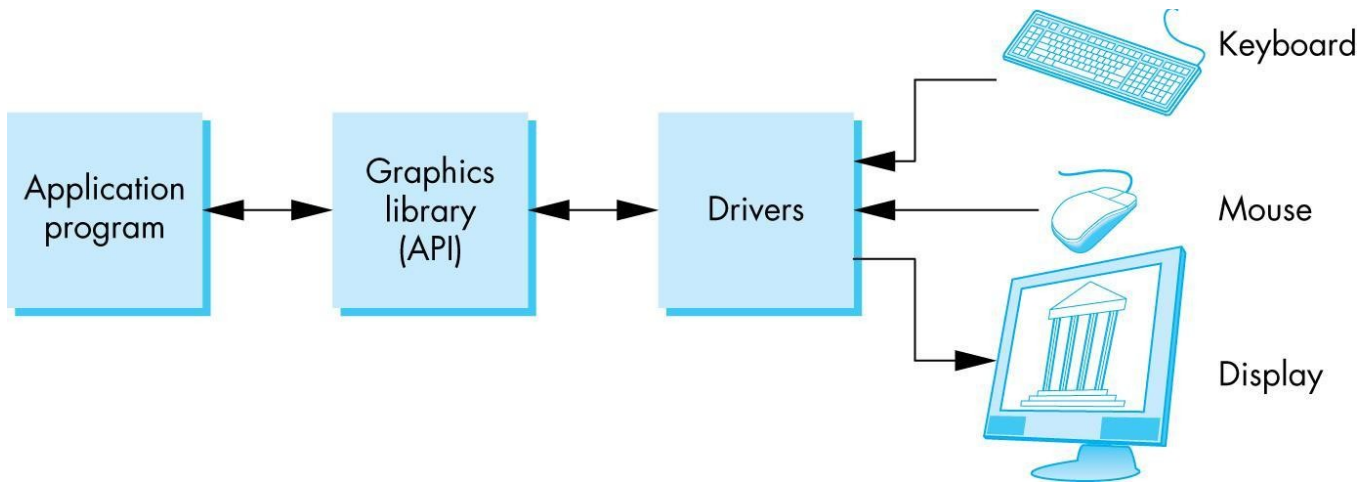 Application
program
Graphics
library
(API)
Drivers
Keyboard
Mouse
Display